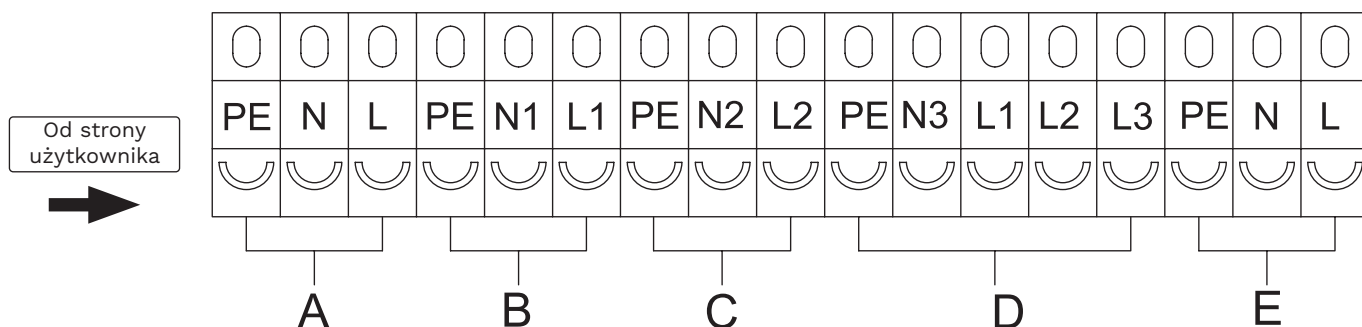 Od strony
użytkownika
PE N L PE N1 L1 PE N2 L2 PE N3 L1 L2 L3 PE N L
A B C D E